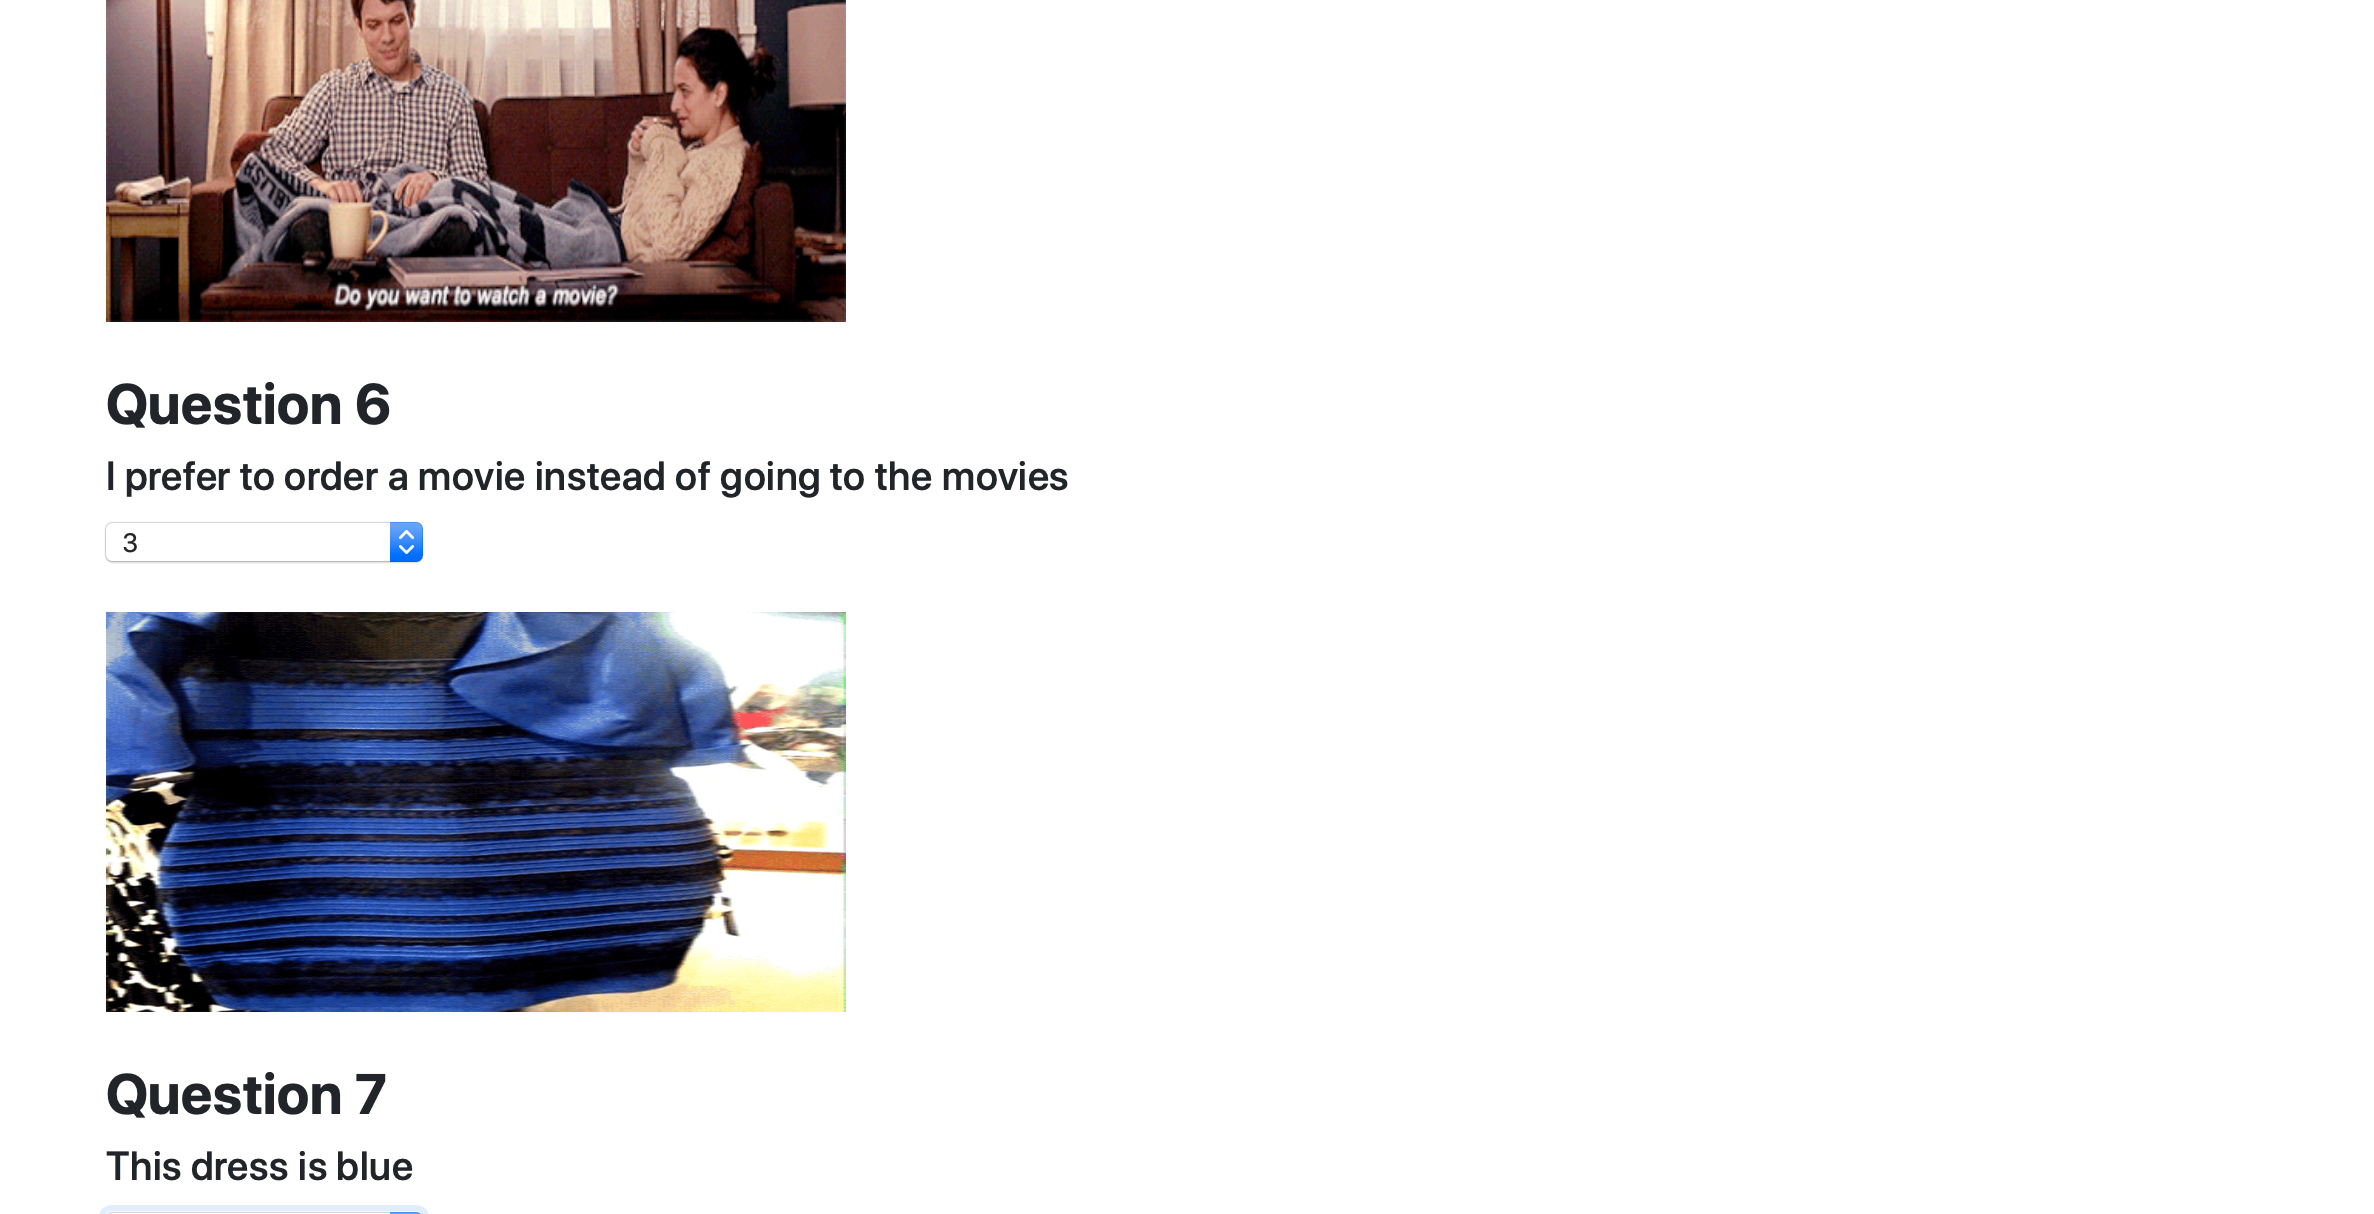 Do you want to watch a movie?
Question 6
I prefer to order a movie instead of going to the movies
3
Question 7
This dress is blue